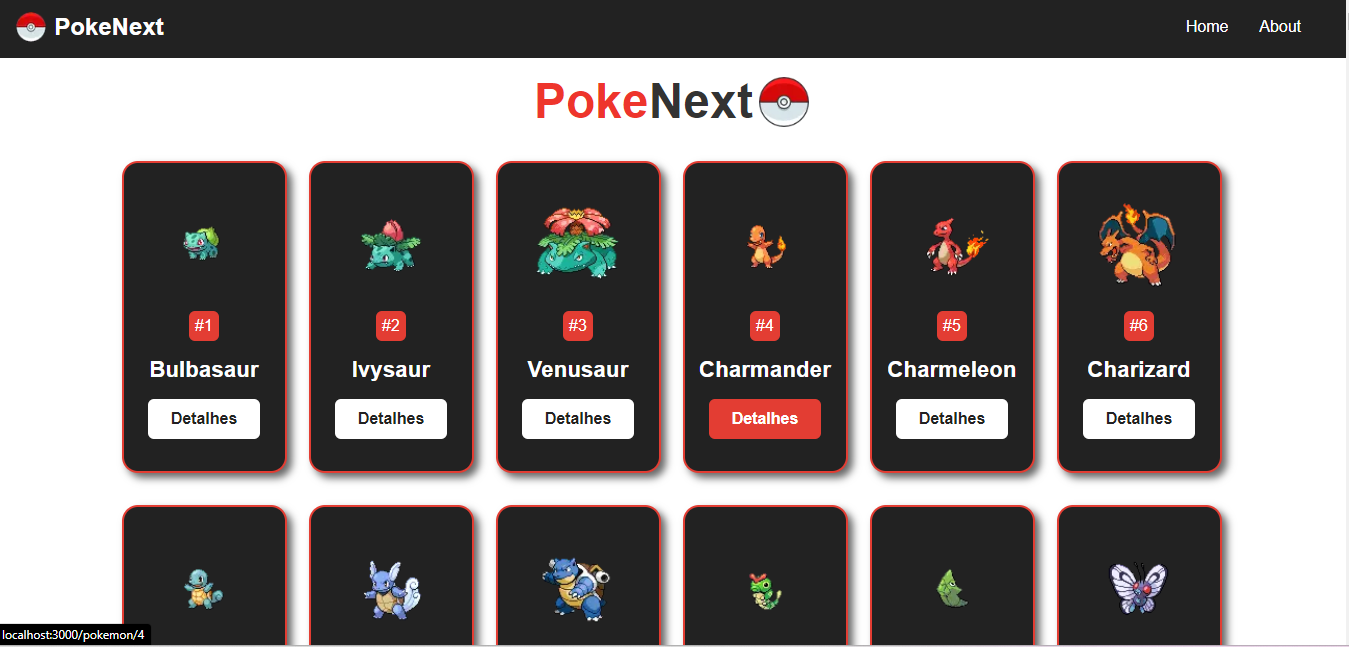 PokeNext Home About
PokeNext
#1 #2 #3 #4 #5 #6
Bulbasaur Ivysaur Venusaur Charmander Charmeleon Charizard
Detalhes Detalhes Detalhes Detalhes Detalhes Detalhes
localhost:3000/pokemon/4